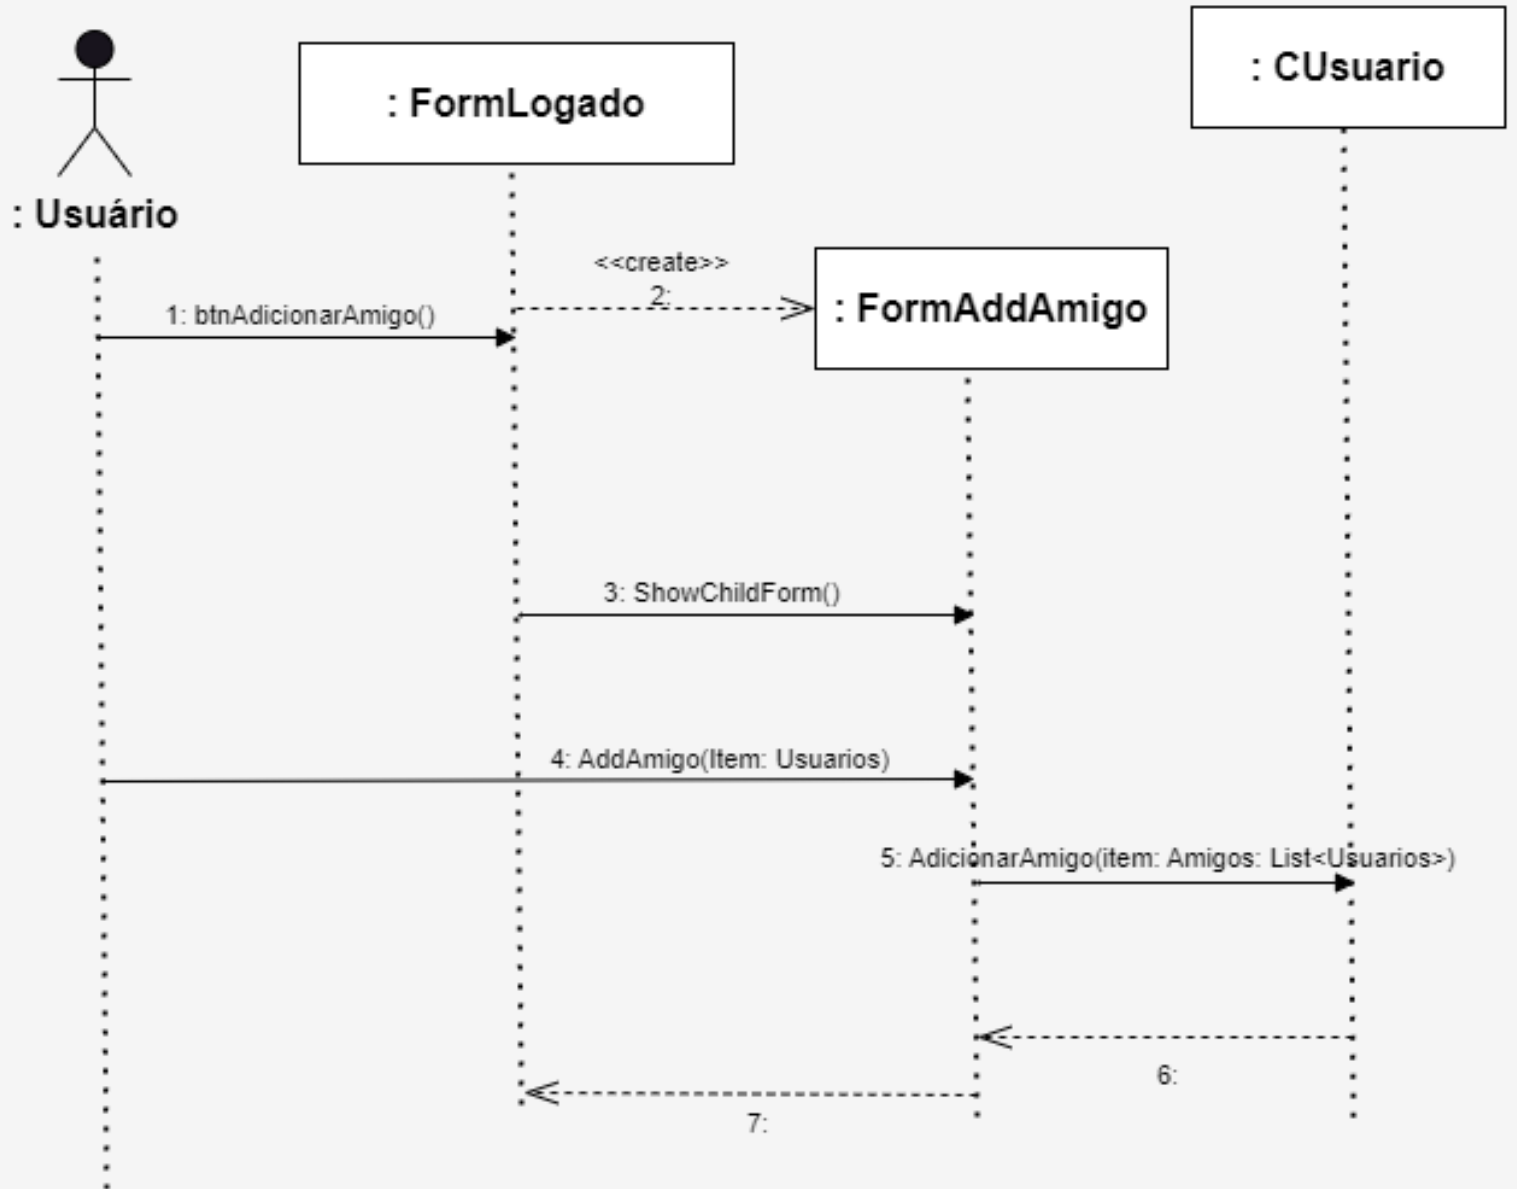 : CUsuario
: FormLogado
: Usuário
<<create>>
2:
: FormAddAmigo
1: btnAdicionarAmigo()
3: ShowChildForm()
4: AddAmigo(Item: Usuarios)
5: AdicionarAmigo(item: Amigos: List<Usuarios>)
6:
7: